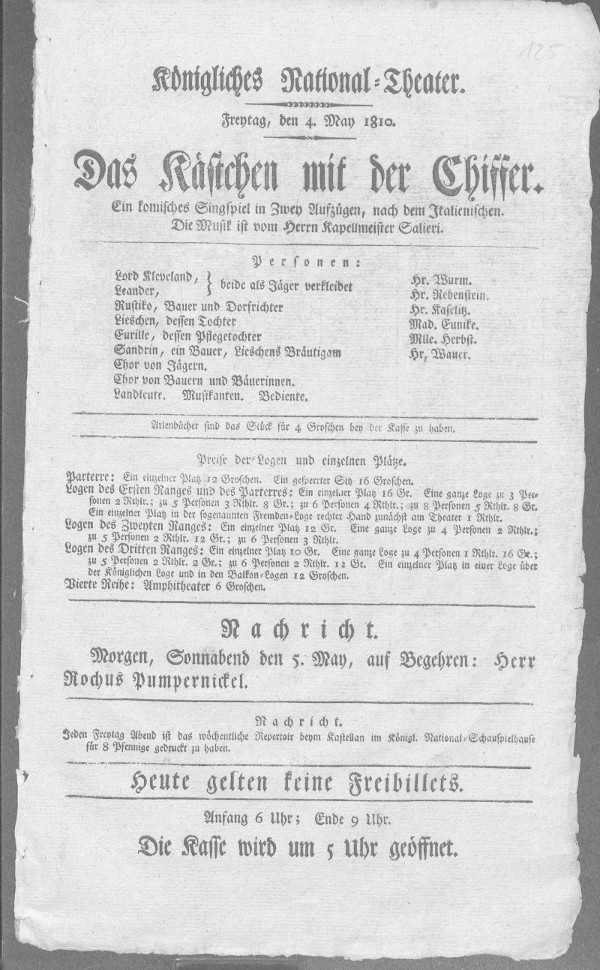 125
Königliches National-Theater.
Freytag, den 4. May 1810.
Das Kästchen mit der Chiffer.
Ein komisches Singspiel in Zwey Aufzügen, nach dem Italienischen.
Die Musik ist vom Herrn Kapellmeister Salieri.
Personen:
Lord Kleveland, } beide als Jäger verkleidet Hr. Wurm.
Leander, Hr. Rebenstein.
Rustiko, Bauer und Dorfrichter Hr. Kaselitz.
Lieschen, dessen Tochter Mad. Eunike.
Eurille, dessen Pflegetochter Mlle. Herbst.
Sandrin, ein Bauer, Lieschens Bräutigam Hr. Wauer.
Chor von Jägern.
Chor von Bauern und Bäuerinnen.
Landleute. Musikanten. Bediente.
Arienbücher sind das Stück für 4 Groschen bey der Kasse zu haben.
Preise der Logen und einzelnen Plätze.
Parterre: Ein einzelner Platz 12 Groschen. Ein gesperrter Sitz 16 Groschen.
Logen des Ersten Ranges und des Parterres: Ein einzelner Platz 16 Gr. Eine ganze Loge zu 3 Per-
sonen 2 Rthlr.; zu 5 Personen 3 Rthlr. 8 Gr.; zu 6 Personen 4 Rthlr.; zu 8 Personen 5 Rthlr. 8 Gr.
Ein einzelner Platz in der sogenannten Fremden-Loge rechter Hand zunächst am Theater 1 Rthlr.
Logen des Zweyten Ranges: Ein einzelner Platz 12 Gr. Eine ganze Loge zu 4 Personen 2 Rthlr.;
zu 5 Personen 2 Rthlr. 12 Gr.; zu 6 Personen 3 Rthlr.
Logen des Dritten Ranges: Ein einzelner Platz 10 Gr. Eine ganze Loge zu 4 Personen 1 Rthlr. 16 Gr.;
zu 5 Personen 2 Rthlr. 2 Gr.; zu 6 Personen 2 Rthlr. 12 Gr. Ein einzelner Platz in einer Loge über
der Königlichen Loge und in den Balkon-Logen 12 Groschen.
Vierte Reihe: Amphitheater 6 Groschen.
Nachricht.
Morgen, Sonnabend den 5. May, auf Begehren: Herr
Rochus Pumpernickel.
Nachricht.
Jeden Freytag Abend ist das wöchentliche Repertoir beym Kastellan im Königl. National-Schauspielhause
für 8 Pfennige gedruckt zu haben.
Heute gelten keine Freibillets.
Anfang 6 Uhr; Ende 9 Uhr.
Die Kasse wird um 5 Uhr geöffnet.